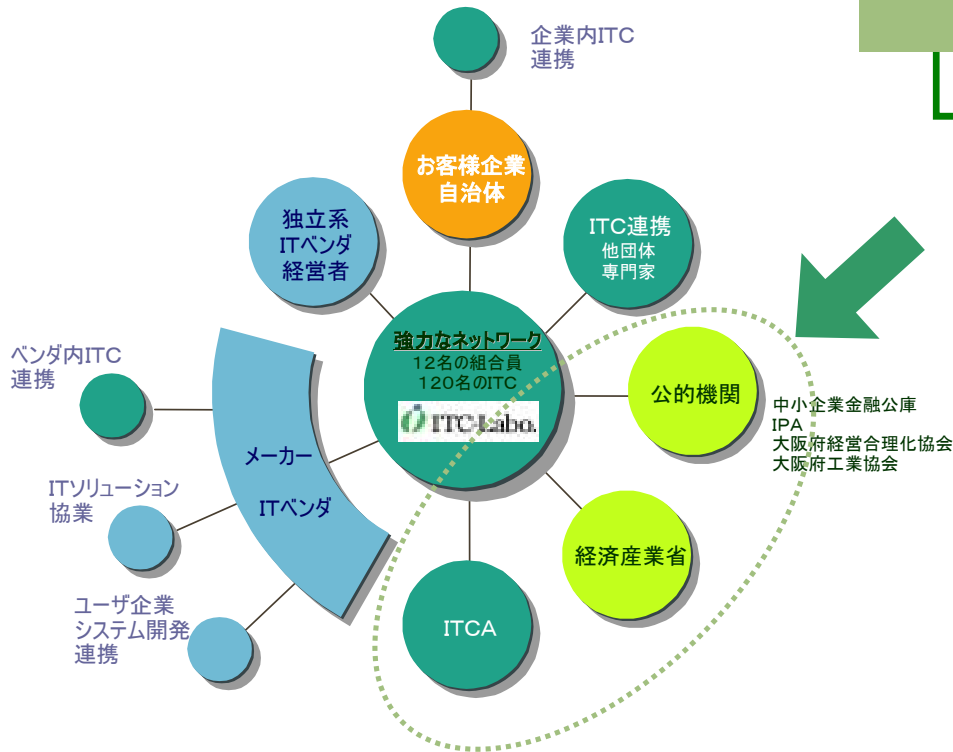 企業内ITC
連携
お客様企業
自治体
独立系
ITベンダ
経営者
ITC連携
他団体
専門家
強力なネットワーク
12名の組合員
120名のITC
ITC-Labo.
ベンダ内ITC
連携
公的機関
中小企業金融公庫
IPA
大阪府経営合理化協会
大阪府工業協会
メーカー
ITベンダ
ITソリューション
協業
経済産業省
ユーザ企業
システム開発
連携
ITCA